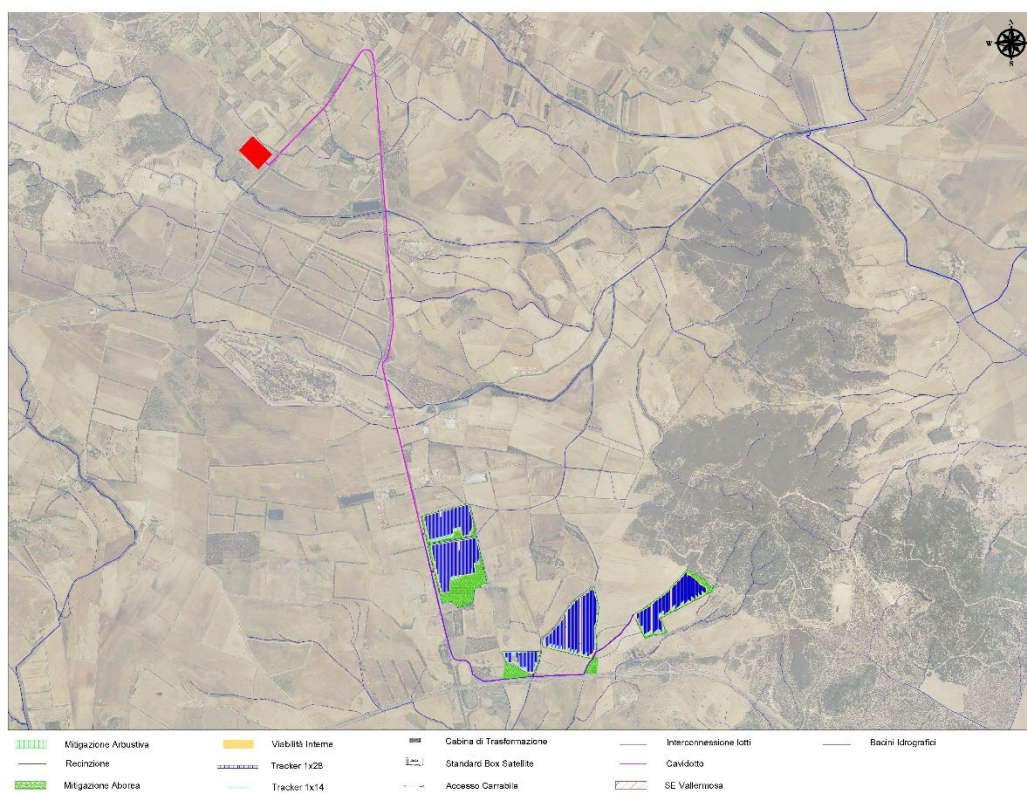 N
W
S
Mitigazione Arbustiva
Viabilità Interne
Cabina di Trasformazione
Interconnessione lotti
Bacini Idrografici
Recinzione
Tracker 1x28
Standard Box Satellite
Cavidotto
Mitigazione Aborea
Tracker 1x14
Accesso Carrabile
SE Vallermosa